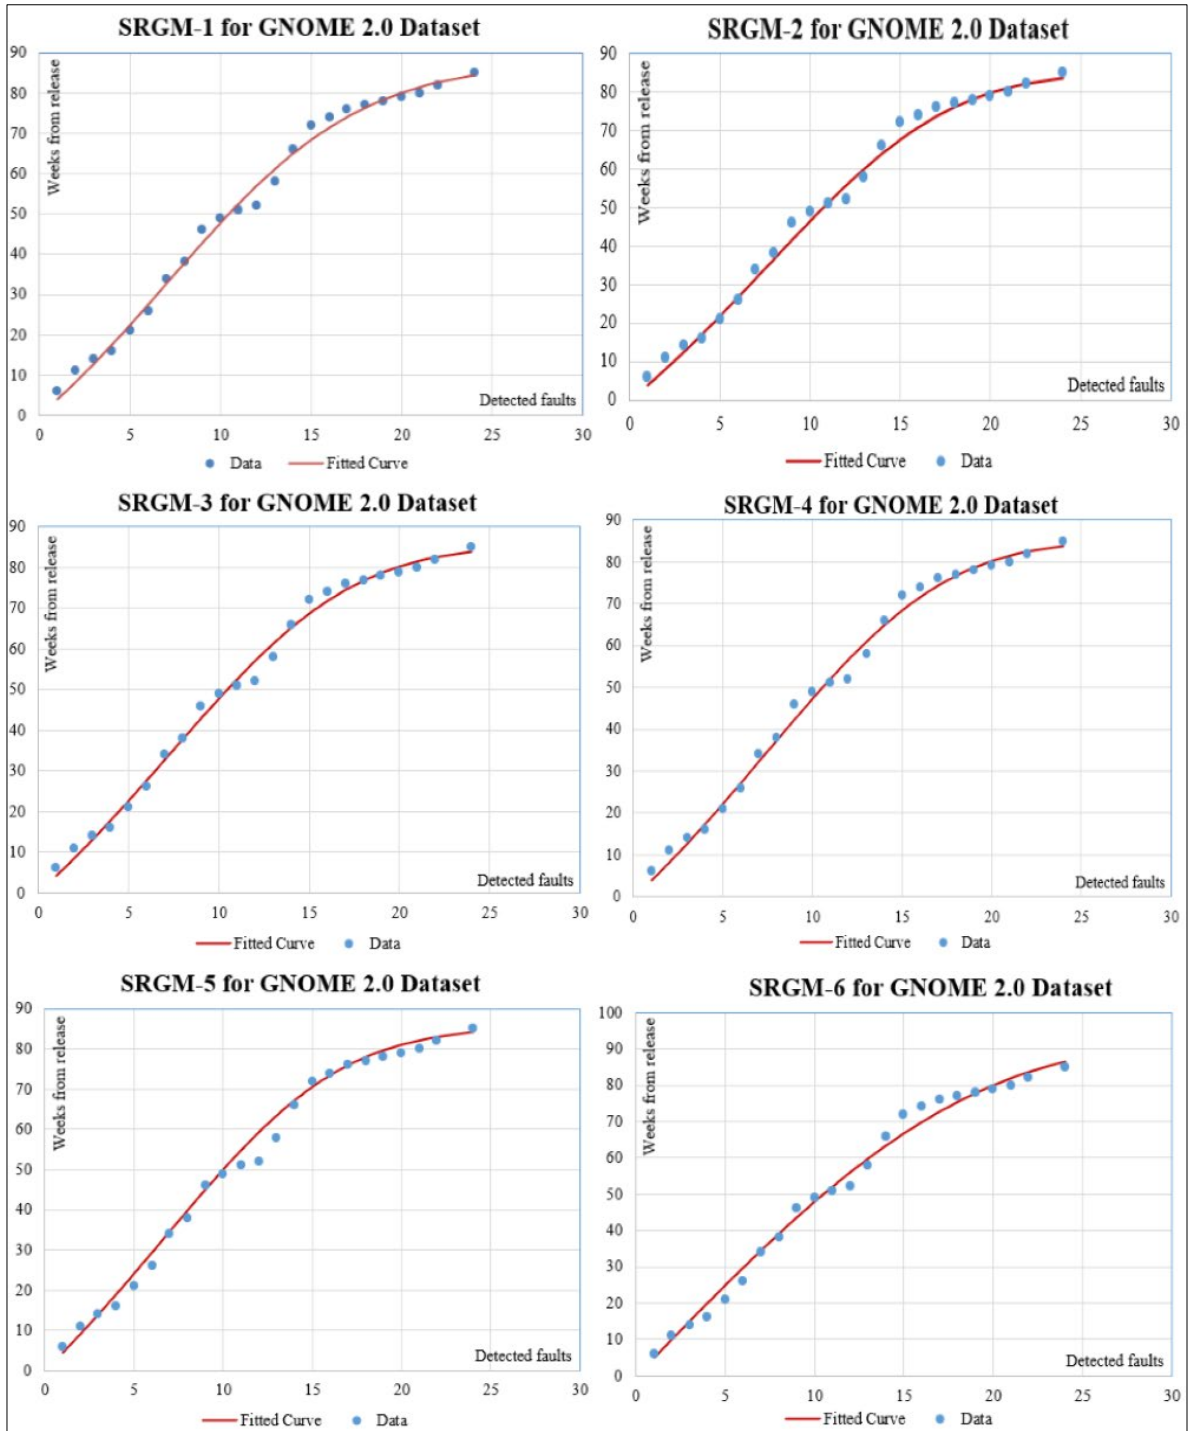 SRGM-1 for GNOME 2.0 Dataset
90
80
70
60
50
40
30
20
10
0
Weeks from release
Detected faults
0 5 10 15 20 25 30
Data Fitted Curve
SRGM-2 for GNOME 2.0 Dataset
90
80
70
60
50
40
30
20
10
0
Weeks from release
Detected faults
0 5 10 15 20 25 30
Fitted Curve Data
SRGM-3 for GNOME 2.0 Dataset
90
80
70
60
50
40
30
20
10
0
Weeks from release
Detected faults
0 5 10 15 20 25 30
Fitted Curve Data
SRGM-4 for GNOME 2.0 Dataset
90
80
70
60
50
40
30
20
10
0
Weeks from release
Detected faults
0 5 10 15 20 25 30
Fitted Curve Data
SRGM-5 for GNOME 2.0 Dataset
90
80
70
60
50
40
30
20
10
0
Weeks from release
Detected faults
0 5 10 15 20 25 30
Fitted Curve Data
SRGM-6 for GNOME 2.0 Dataset
100
90
80
70
60
50
40
30
20
10
0
Weeks from release
Detected faults
0 5 10 15 20 25 30
Fitted Curve Data